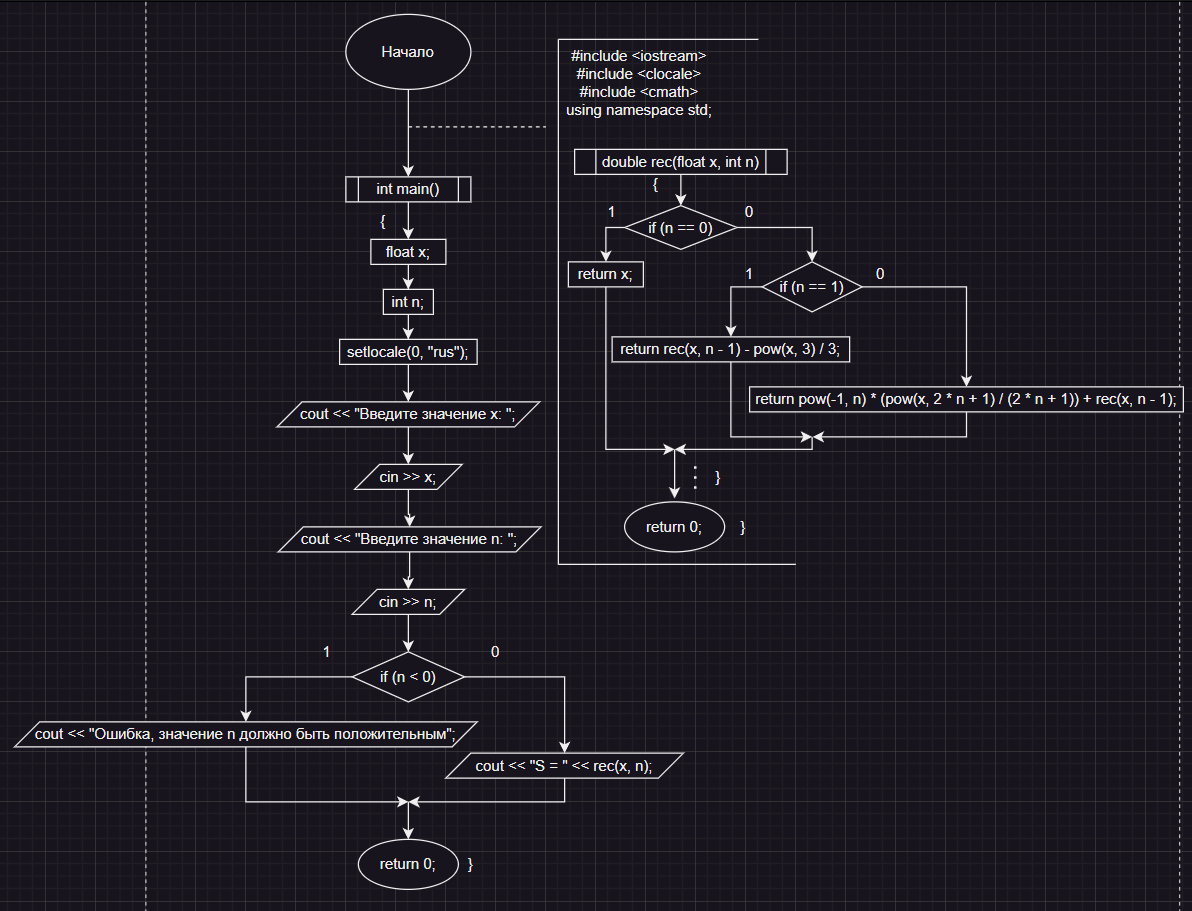 Начало
int main()
{
float x;
int n;
setlocale(0, "rus");
cout << "Введите значение x: ";
cin >> x;
cout << "Введите значение n: ";
cin >> n;
1
0
if (n < 0)
cout << "Ошибка, значение n должно быть положительным";
cout << "S = " << rec(x, n);
return 0;
}
#include <iostream>
#include <clocale>
#include <cmath>
using namespace std;
double rec(float x, int n)
{
1
0
if (n == 0)
return x;
1
0
if (n == 1)
return rec(x, n - 1) - pow(x, 3) / 3;
return pow(-1, n) * (pow(x, 2 * n + 1) / (2 * n + 1)) + rec(x, n - 1);
}
return 0;
}